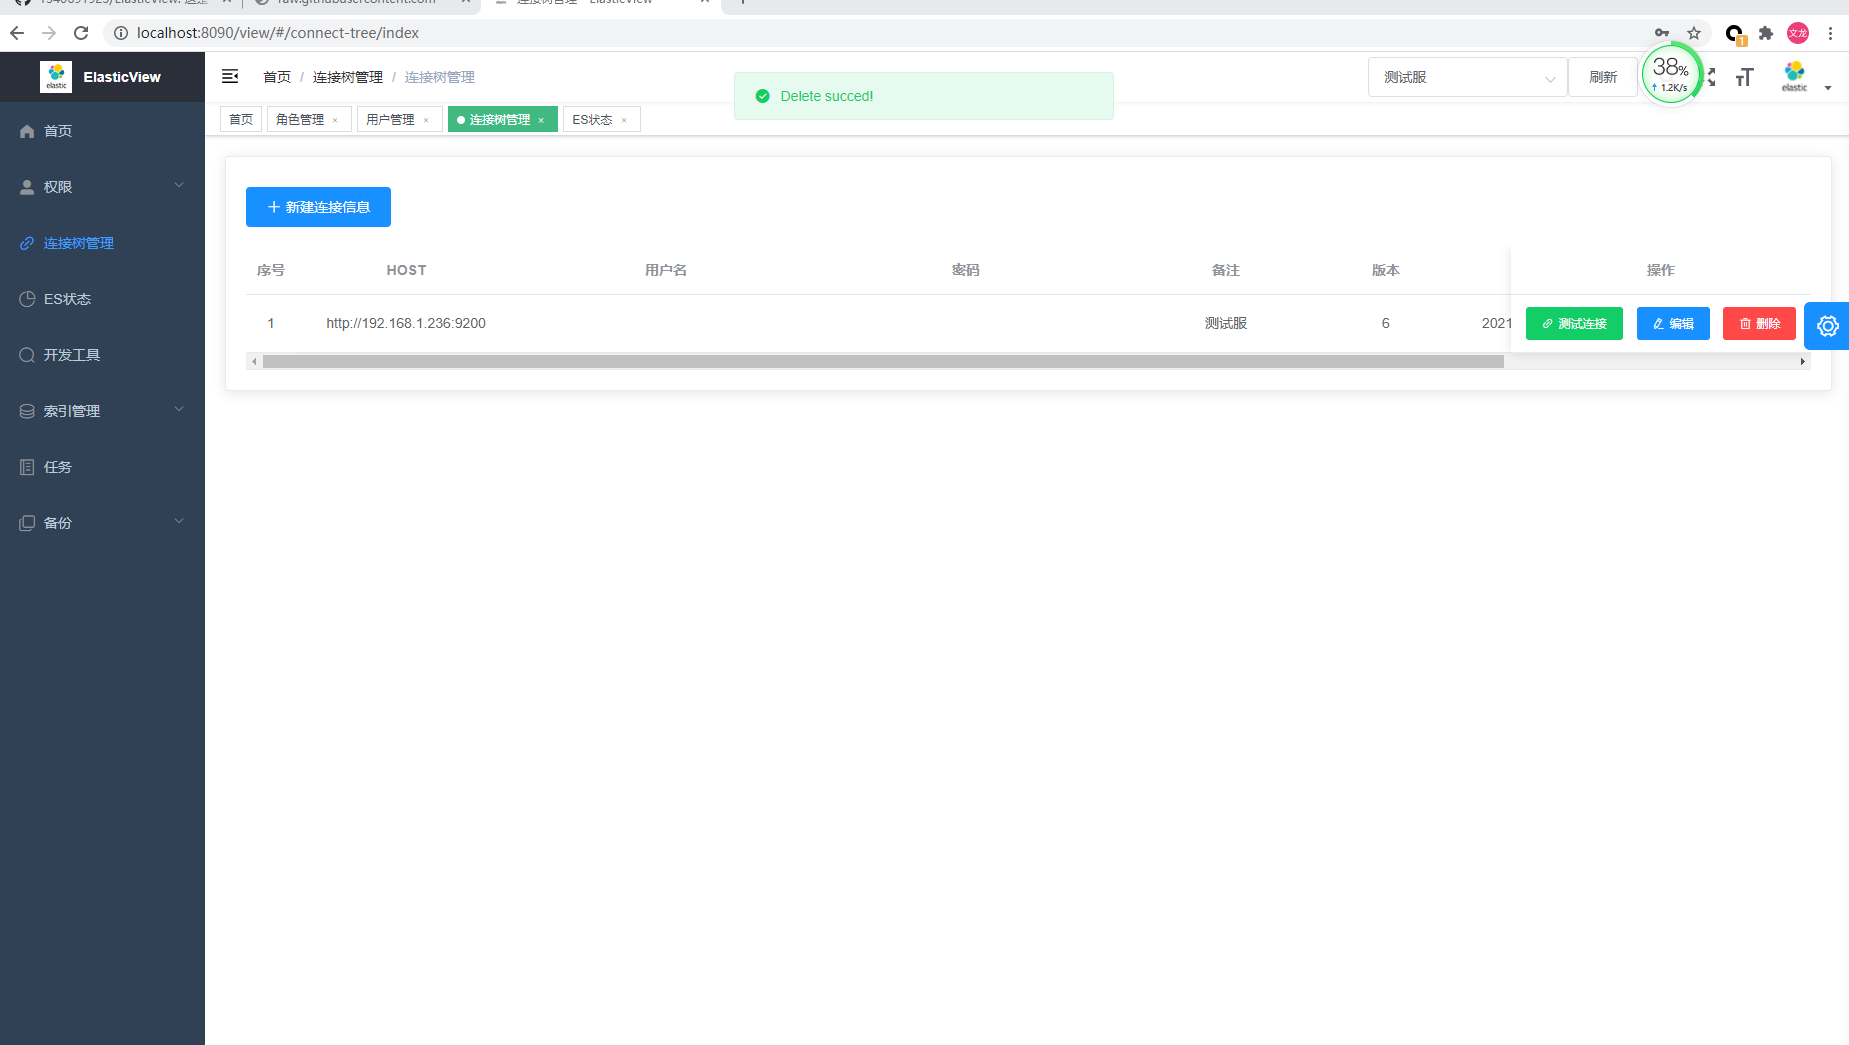 localhost:8090/view/#/connect-tree/index
1
文龙
elastic
ElasticView
首页 / 连接树管理 / 连接树管理
Delete succed!
测试服
刷新
38%
1.2K/s
elastic
首页
角色管理 ×
用户管理 ×
连接树管理 ×
ES状态 ×
首页
权限
连接树管理
ES状态
开发工具
索引管理
任务
备份
+ 新建连接信息
序号 HOST 用户名 密码 备注 版本 操作
1 http://192.168.1.236:9200 测试服 6 2021 测试连接 编辑 删除